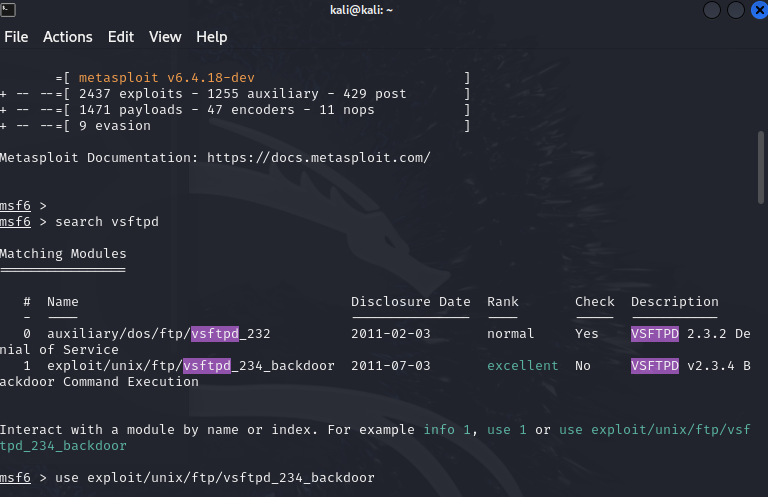 kali@kali: ~
File Actions Edit View Help
=[ metasploit v6.4.18-dev ]
+ -- --=[ 2437 exploits - 1255 auxiliary - 429 post ]
+ -- --=[ 1471 payloads - 47 encoders - 11 nops ]
+ -- --=[ 9 evasion ]
Metasploit Documentation: https://docs.metasploit.com/
msf6 >
msf6 > search vsftpd
Matching Modules
================
# Name Disclosure Date Rank Check Description
- ---- --------------- ---- ----- -----------
0 auxiliary/dos/ftp/vsftpd_232 2011-02-03 normal Yes VSFTPD 2.3.2 De
nial of Service
1 exploit/unix/ftp/vsftpd_234_backdoor 2011-07-03 excellent No VSFTPD v2.3.4 B
ackdoor Command Execution
Interact with a module by name or index. For example info 1, use 1 or use exploit/unix/ftp/vsf
tpd_234_backdoor
msf6 > use exploit/unix/ftp/vsftpd_234_backdoor